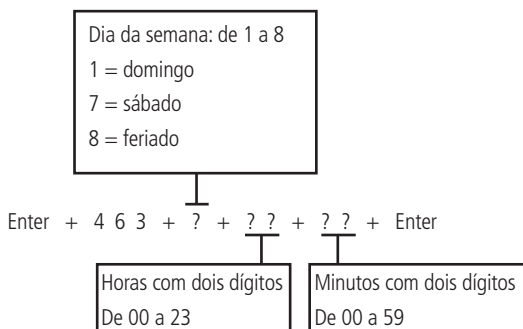 Dia da semana: de 1 a 8
1 = domingo
7 = sábado
8 = feriado
Enter + 4 6 3 + ? + ? ? + ? ? + Enter
Horas com dois dígitos
De 00 a 23
Minutos com dois dígitos
De 00 a 59